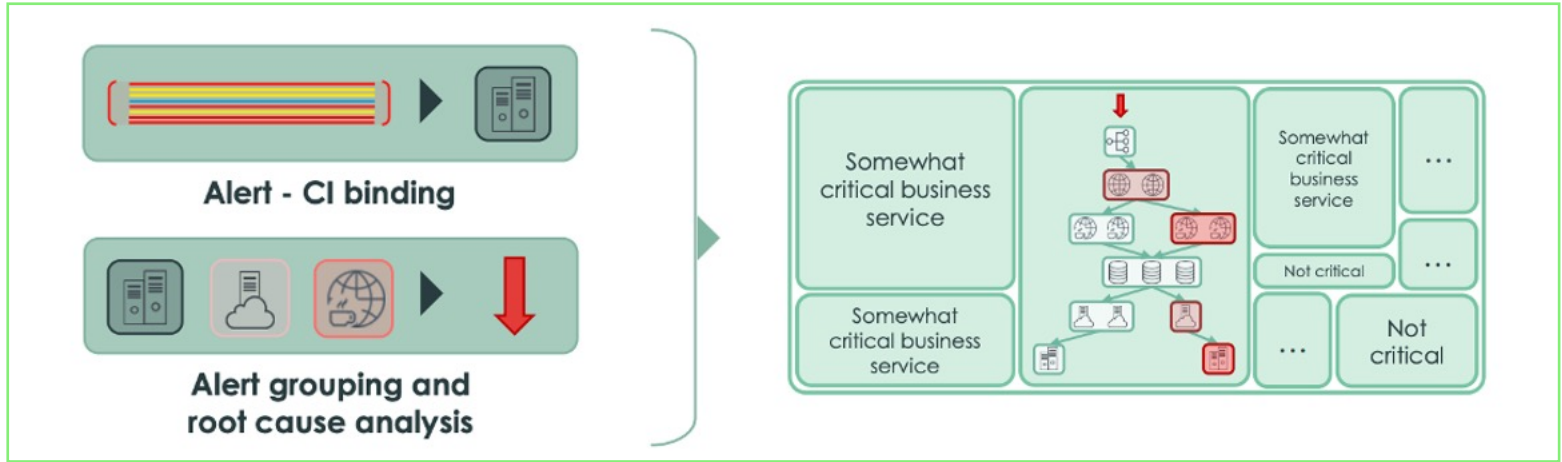 Alert - CI binding
Alert grouping and
root cause analysis
Somewhat
critical business
service
Somewhat
critical business
service
Somewhat
critical
business
service
...
Not critical
...
...
Not
critical